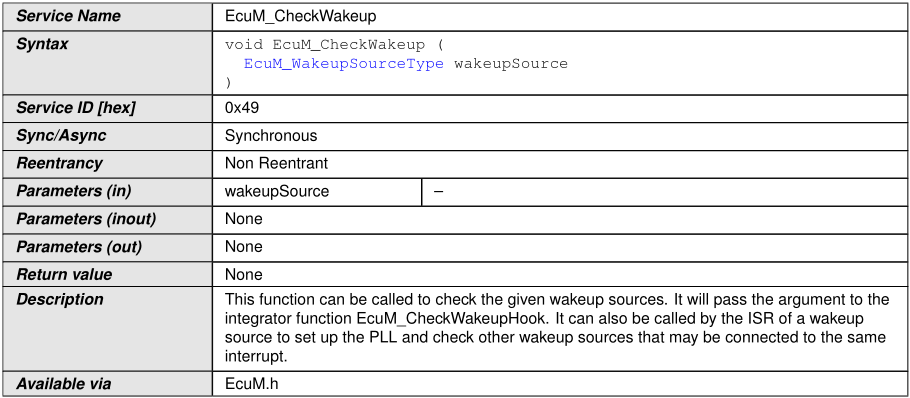 Service Name EcuM_CheckWakeup
Syntax void EcuM_CheckWakeup (
EcuM_WakeupSourceType wakeupSource
)
Service ID [hex] 0x49
Sync/Async Synchronous
Reentrancy Non Reentrant
Parameters (in) wakeupSource –
Parameters (inout) None
Parameters (out) None
Return value None
Description This function can be called to check the given wakeup sources. It will pass the argument to the
integrator function EcuM_CheckWakeupHook. It can also be called by the ISR of a wakeup
source to set up the PLL and check other wakeup sources that may be connected to the same
interrupt.
Available via EcuM.h